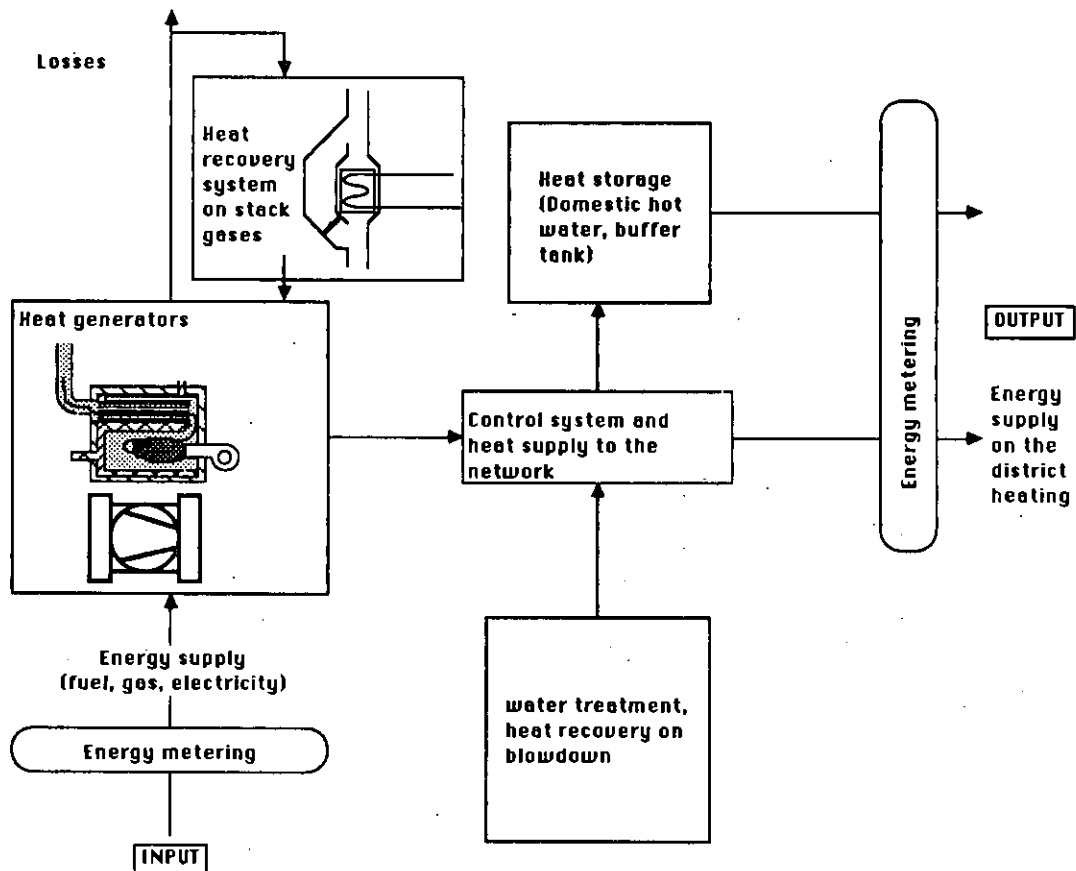 Losses
Heat
recovery
system
on stack
gases
Heat storage
(Domestic hot
water, buffer
tank)
Heat generators
OUTPUT
Energy metering
Control system and
heat supply to the
network
Energy
supply
on the
district
heating
Energy supply
(fuel, gas, electricity)
water treatment,
heat recovery on
blowdown
Energy metering
INPUT